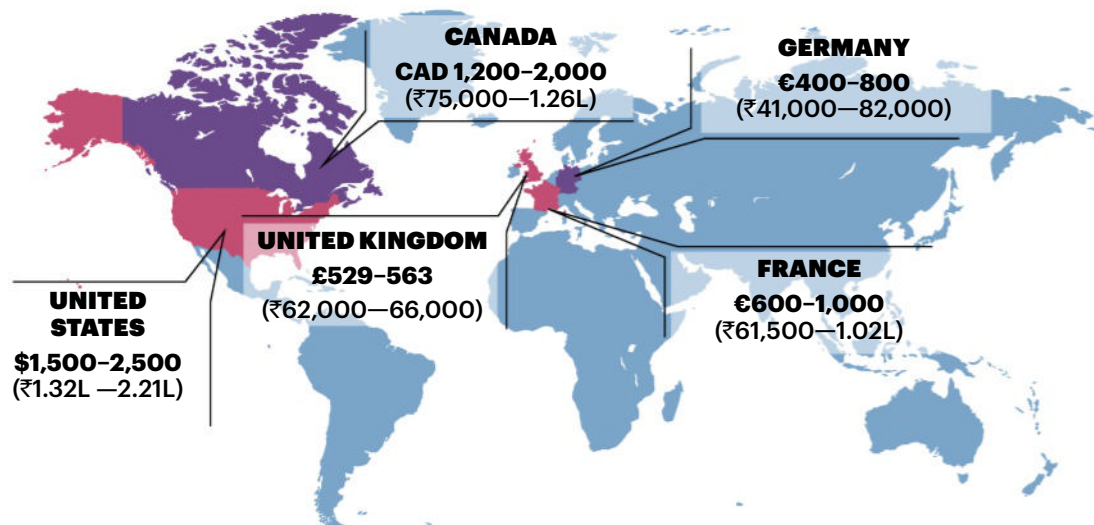 CANADA
CAD 1,200–2,000
(₹75,000—1.26L)
GERMANY
€400–800
(₹41,000—82,000)
UNITED KINGDOM
£529–563
(₹62,000—66,000)
FRANCE
€600–1,000
(₹61,500—1.02L)
UNITED
STATES
$1,500–2,500
(₹1.32L —2.21L)